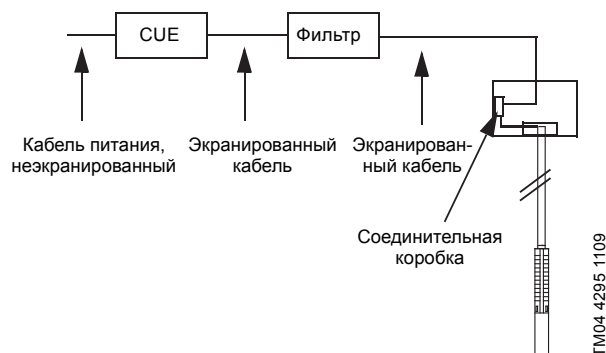 CUE
Фильтр
Кабель питания,
неэкранированный
Экранированный
кабель
Экранирован-
ный кабель
Соединительная
коробка
TM04 4295 1109